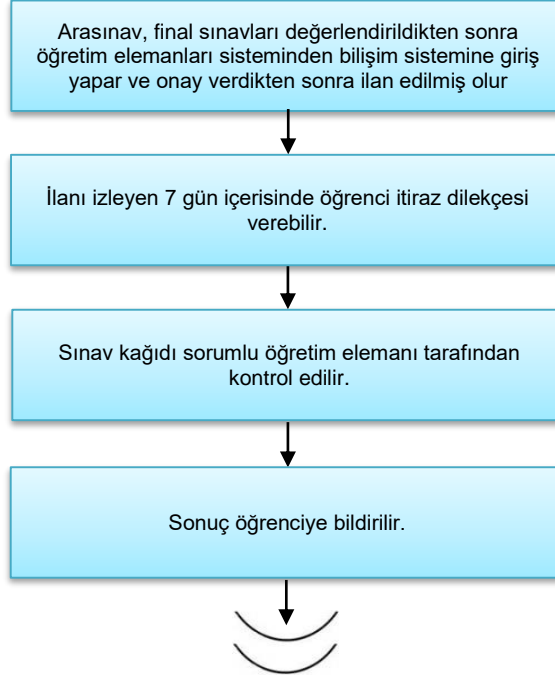 Arasınav, final sınavları değerlendirildikten sonra
öğretim elemanları sisteminden bilişim sistemine giriş
yapar ve onay verdikten sonra ilan edilmiş olur
İlanı izleyen 7 gün içerisinde öğrenci itiraz dilekçesi
verebilir.
Sınav kağıdı sorumlu öğretim elemanı tarafından
kontrol edilir.
Sonuç öğrenciye bildirilir.